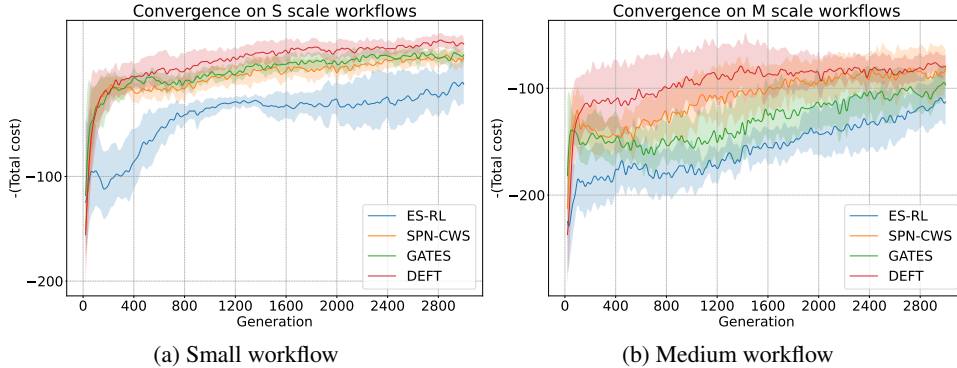 Convergence on S scale workflows
-(Total cost)
−100
−200
0
400
800
1200
1600
2000
2400
2800
Generation
ES-RL
SPN-CWS
GATES
DEFT
(a) Small workflow
Convergence on M scale workflows
-(Total cost)
−100
−200
0
400
800
1200
1600
2000
2400
2800
Generation
ES-RL
SPN-CWS
GATES
DEFT
(b) Medium workflow